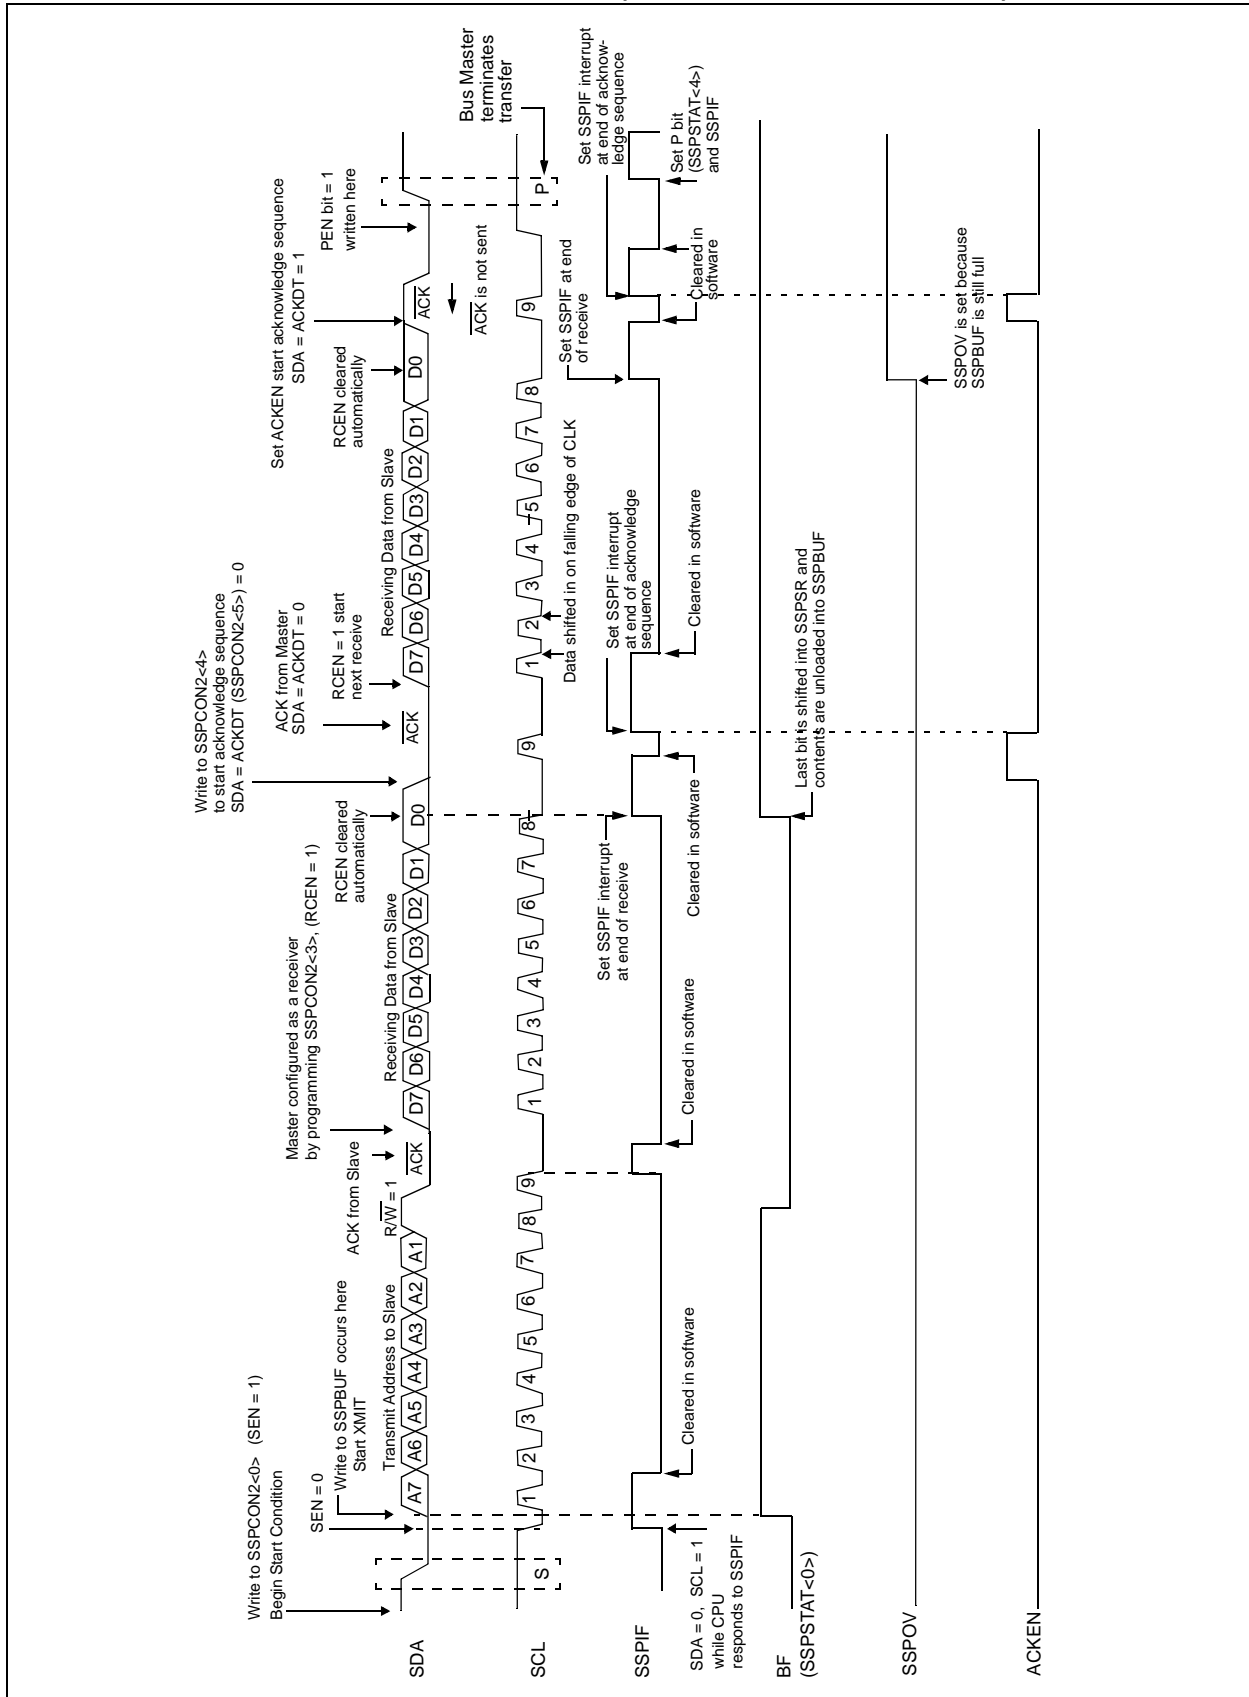 Write to SSPCON2<4>
to start acknowledge sequence
SDA = ACKDT (SSPCON2<5>) = 0
Set ACKEN start acknowledge sequence
SDA = ACKDT = 1
Write to SSPCON2<0> (SEN = 1)
Begin Start Condition
Master configured as a receiver
by programming SSPCON2<3>, (RCEN = 1)
ACK from Master
SDA = ACKDT = 0
SEN = 0
Write to SSPBUF occurs here
Start XMIT
ACK from Slave
RCEN cleared
automatically
RCEN = 1 start
next receive
RCEN cleared
automatically
PEN bit = 1
written here
Transmit Address to Slave
R/W = 1
Receiving Data from Slave
Receiving Data from Slave
SDA
A7 A6 A5 A4 A3 A2 A1
ACK
D7 D6 D5 D4 D3 D2 D1 D0
ACK
D7 D6 D5 D4 D3 D2 D1 D0
ACK
ACK is not sent
Bus Master
terminates
transfer
SCL
S
1 2 3 4 5 6 7 8 9
1 2 3 4 5 6 7 8 9
1 2 3 4 5 6 7 8 9
P
Data shifted in on falling edge of CLK
Set SSPIF interrupt
at end of receive
Set SSPIF interrupt
at end of acknowledge
sequence
Set SSPIF at end
of receive
Set SSPIF interrupt
at end of acknow-
ledge sequence
SSPIF
SDA = 0, SCL = 1
while CPU
responds to SSPIF
Cleared in software
Cleared in software
Cleared in software
Cleared in software
Cleared in
software
Set P bit
(SSPSTAT<4>)
and SSPIF
BF
(SSPSTAT<0>)
Last bit is shifted into SSPSR and
contents are unloaded into SSPBUF
SSPOV
SSPOV is set because
SSPBUF is still full
ACKEN